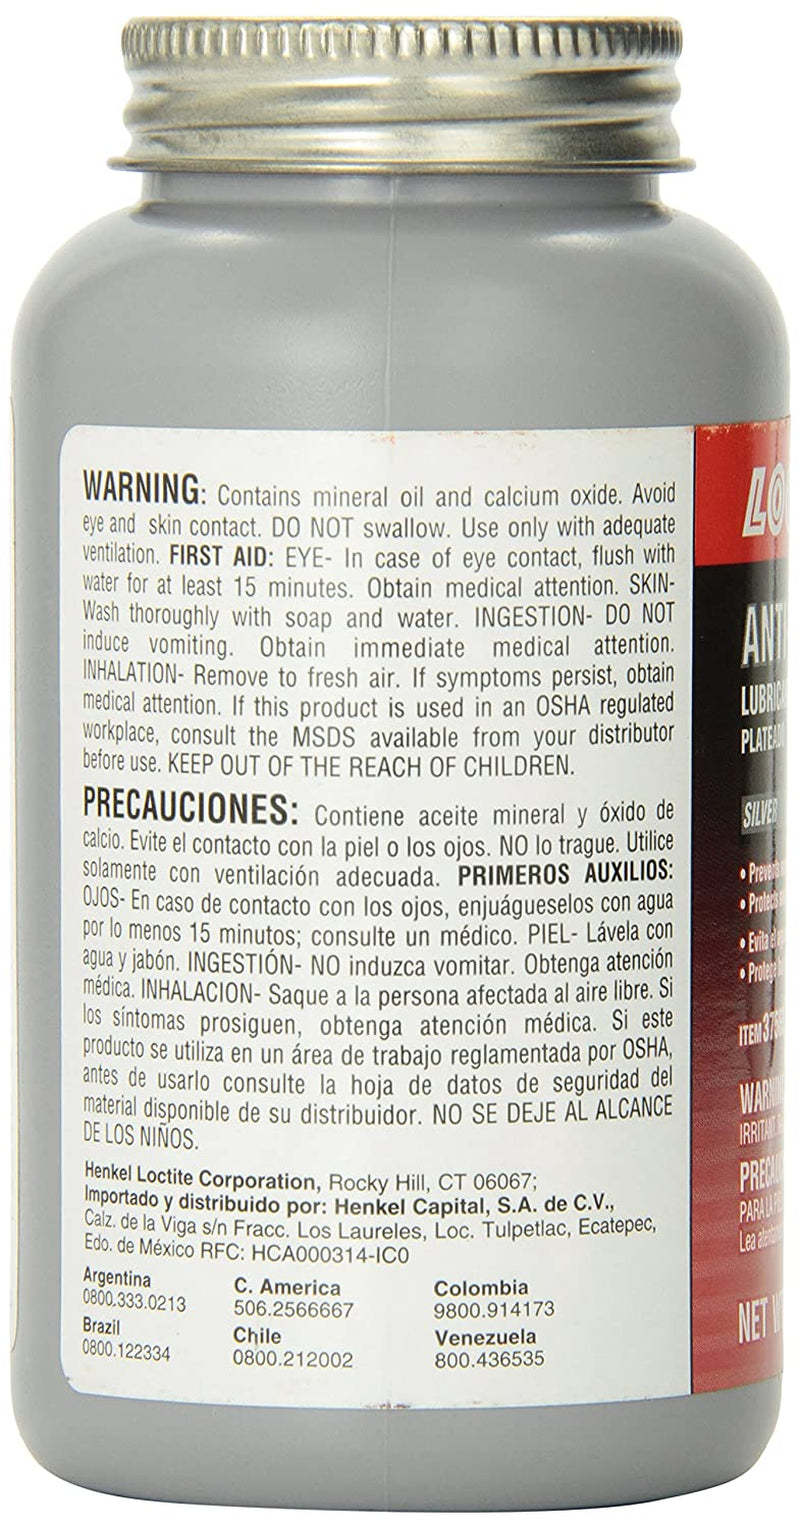 WARNING: Contains mineral oil and calcium oxide. Avoid
eye and skin contact. DO NOT swallow. Use only with adequate
ventilation. FIRST AID: EYE- In case of eye contact, flush with
water for at least 15 minutes. Obtain medical attention. SKIN-
Wash thoroughly with soap and water. INGESTION- DO NOT
induce vomiting. Obtain immediate medical attention.
INHALATION- Remove to fresh air. If symptoms persist, obtain
medical attention. If this product is used in an OSHA regulated
workplace, consult the MSDS available from your distributor
before use. KEEP OUT OF THE REACH OF CHILDREN.
PRECAUCIONES: Contiene aceite mineral y óxido de
calcio. Evite el contacto con la piel o los ojos. NO lo trague. Utilice
solamente con ventilación adecuada. PRIMEROS AUXILIOS:
OJOS- En caso de contacto con los ojos, enjuágueselos con agua
por lo menos 15 minutos; consulte un médico. PIEL- Lávela con
agua y jabón. INGESTIÓN- NO induzca vomitar. Obtenga atención
médica. INHALACION- Saque a la persona afectada al aire libre. Si
los síntomas prosiguen, obtenga atención médica. Si este
producto se utiliza en un área de trabajo reglamentada por OSHA,
antes de usarlo consulte la hoja de datos de seguridad del
material disponible de su distribuidor. NO SE DEJE AL ALCANCE
DE LOS NIÑOS.
Henkel Loctite Corporation, Rocky Hill, CT 06067;
Importado y distribuido por: Henkel Capital, S.A. de C.V.,
Calz. de la Viga s/n Fracc. Los Laureles, Loc. Tulpetlac, Ecatepec,
Edo. de México RFC: HCA000314-IC0
Argentina C. America Colombia
0800.333.0213 506.2566667 9800.914173
Brazil Chile Venezuela
0800.122334 0800.212002 800.436535
SILVER
• Protects
• Evita el
ITEM
NET